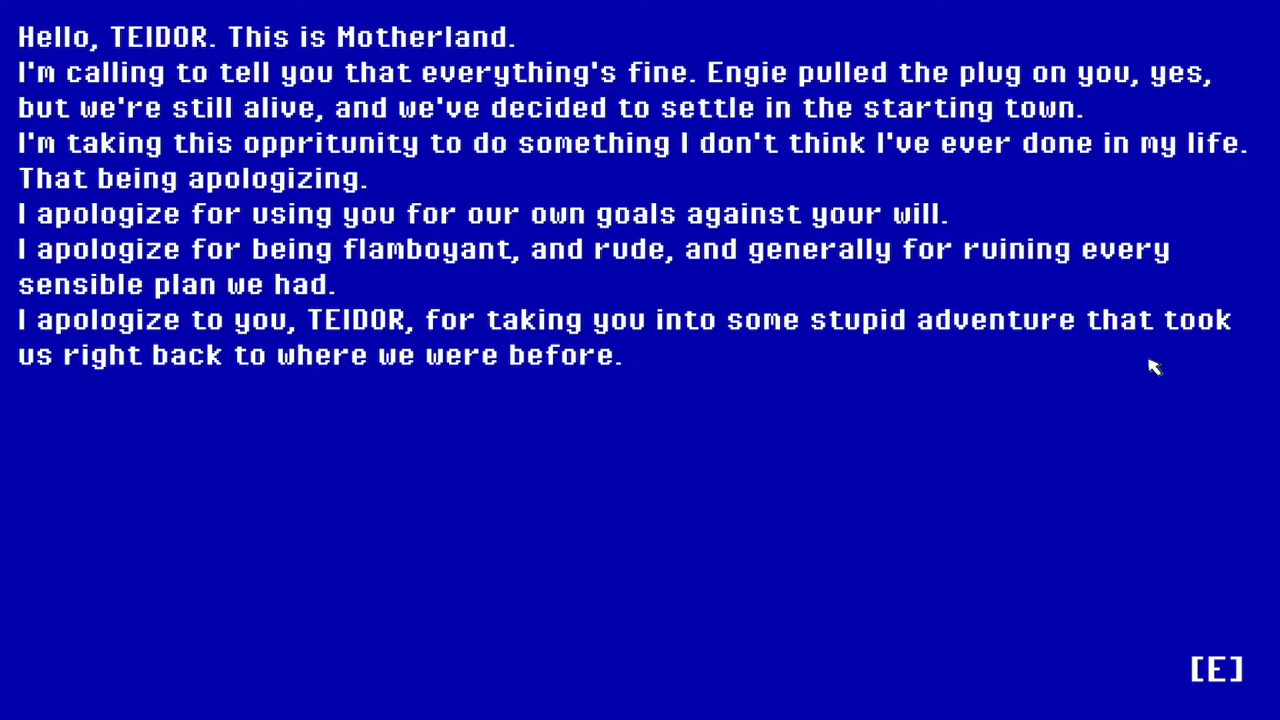 Hello, TEIDOR. This is Motherland.
I'm calling to tell you that everything's fine. Engie pulled the plug on you, yes,
but we're still alive, and we've decided to settle in the starting town.
I'm taking this oppritunity to do something I don't think I've ever done in my life.
That being apologizing.
I apologize for using you for our own goals against your will.
I apologize for being flamboyant, and rude, and generally for ruining every
sensible plan we had.
I apologize to you, TEIDOR, for taking you into some stupid adventure that took
us right back to where we were before.
[E]